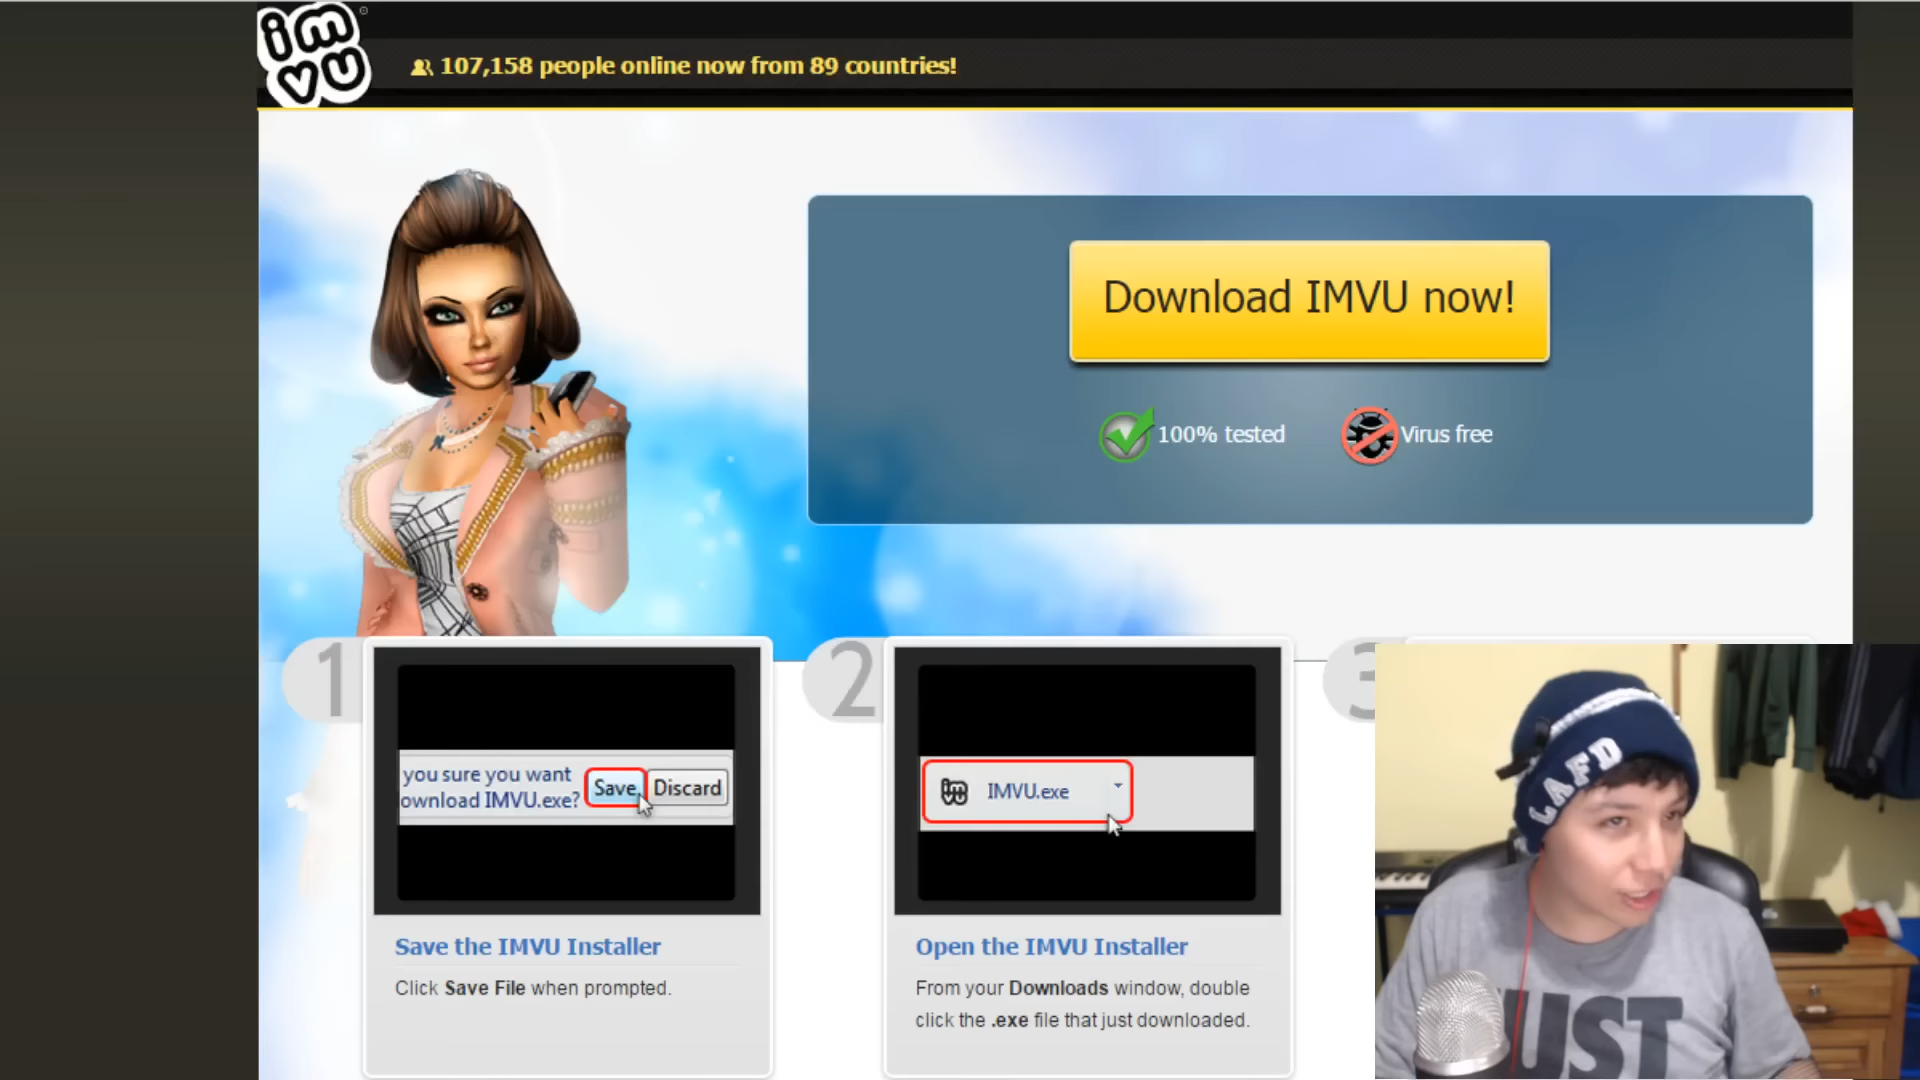 imvu
107,158 people online now from 89 countries!
Download IMVU now!
100% tested
Virus free
1
you sure you want
ownload IMVU.exe?
Save
Discard
Save the IMVU Installer
Click Save File when prompted.
2
IMVU.exe
Open the IMVU Installer
From your Downloads window, double
click the .exe file that just downloaded.
3
LAFD
JUST